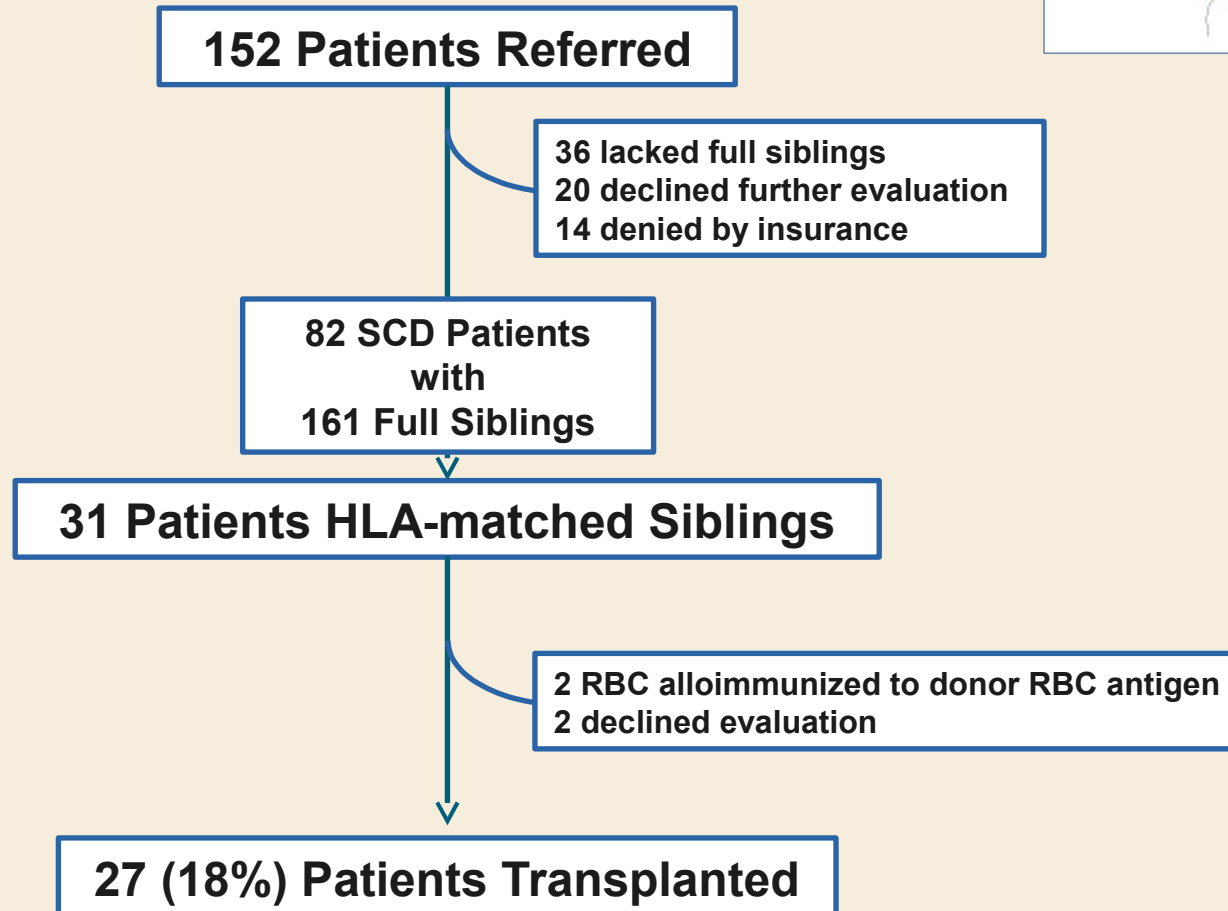 152 Patients Referred
36 lacked full siblings
20 declined further evaluation
14 denied by insurance
82 SCD Patients
with
161 Full Siblings
31 Patients HLA-matched Siblings
2 RBC alloimmunized to donor RBC antigen
2 declined evaluation
27 (18%) Patients Transplanted